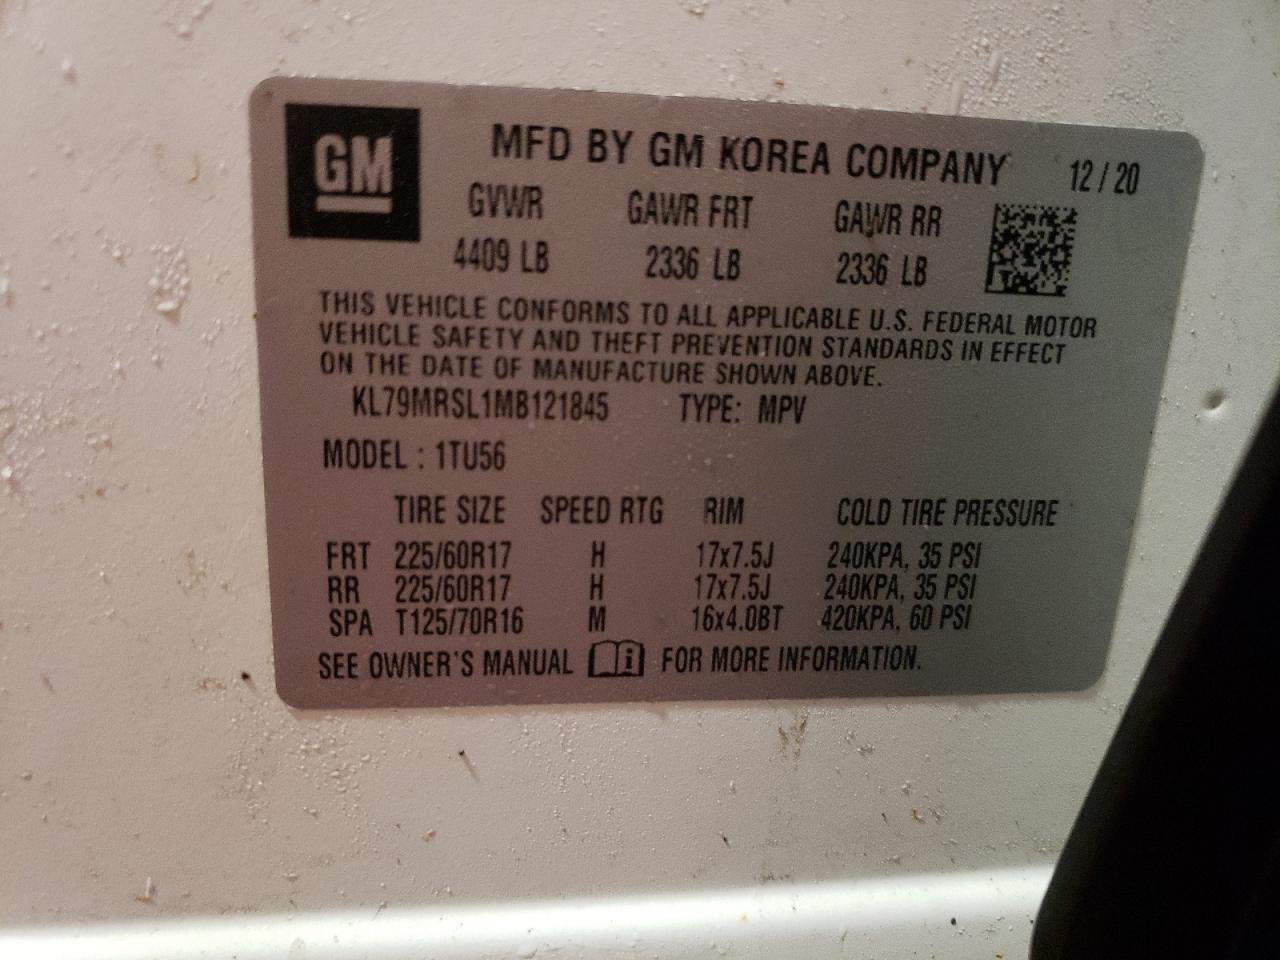 GM
MFD BY GM KOREA COMPANY 12/20
GVWR GAWR FRT GAWR RR
4409 LB 2336 LB 2336 LB
THIS VEHICLE CONFORMS TO ALL APPLICABLE U.S. FEDERAL MOTOR
VEHICLE SAFETY AND THEFT PREVENTION STANDARDS IN EFFECT
ON THE DATE OF MANUFACTURE SHOWN ABOVE.
KL79MRSL1MB121845 TYPE: MPV
MODEL : 1TU56
TIRE SIZE SPEED RTG RIM COLD TIRE PRESSURE
FRT 225/60R17 H 17x7.5J 240KPA, 35 PSI
RR 225/60R17 H 17x7.5J 240KPA, 35 PSI
SPA T125/70R16 M 16x4.0BT 420KPA, 60 PSI
SEE OWNER'S MANUAL i FOR MORE INFORMATION.